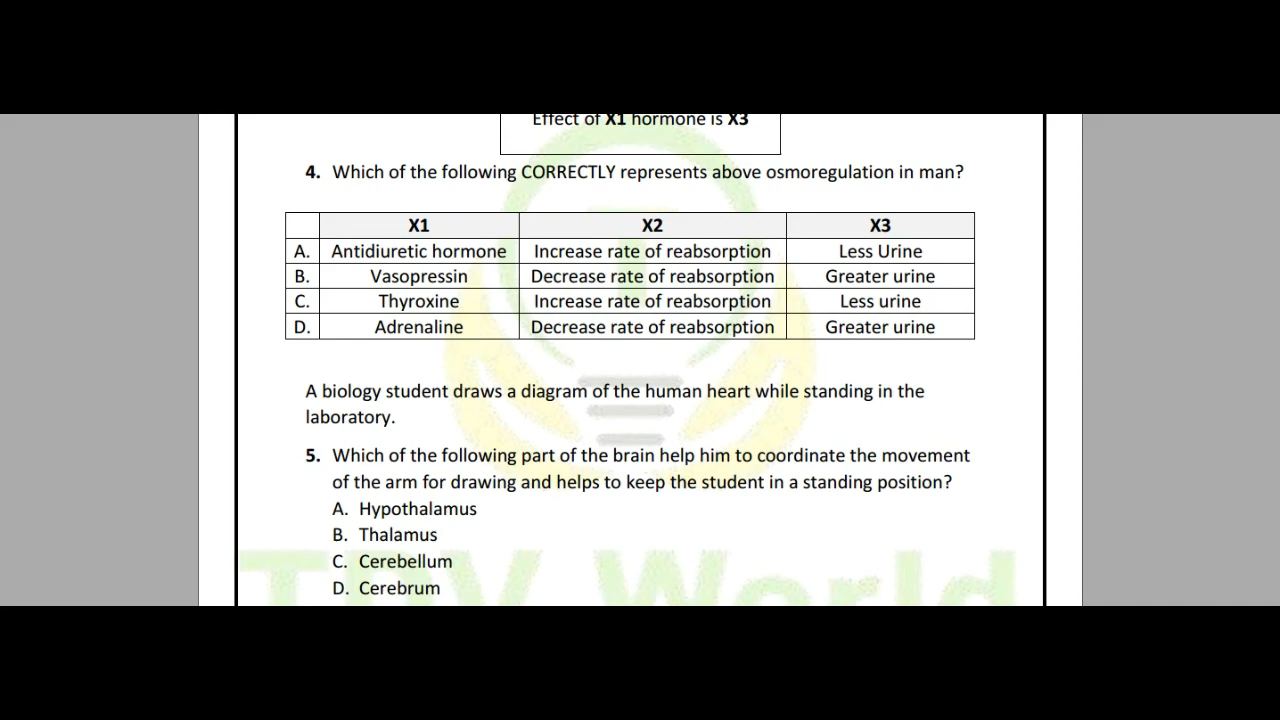 Effect of X1 hormone is X3
4. Which of the following CORRECTLY represents above osmoregulation in man?
X1 X2 X3
A. Antidiuretic hormone Increase rate of reabsorption Less Urine
B. Vasopressin Decrease rate of reabsorption Greater urine
C. Thyroxine Increase rate of reabsorption Less urine
D. Adrenaline Decrease rate of reabsorption Greater urine
A biology student draws a diagram of the human heart while standing in the
laboratory.
5. Which of the following part of the brain help him to coordinate the movement
of the arm for drawing and helps to keep the student in a standing position?
A. Hypothalamus
B. Thalamus
C. Cerebellum
D. Cerebrum